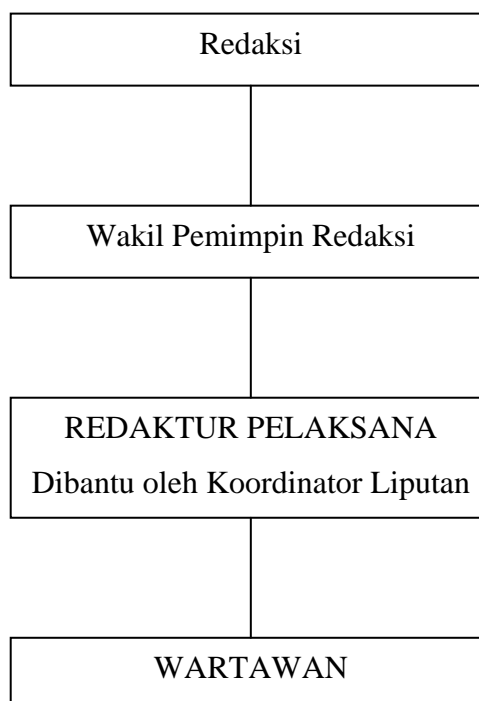 Redaksi
Wakil Pemimpin Redaksi
REDAKTUR PELAKSANA
Dibantu oleh Koordinator Liputan
WARTAWAN